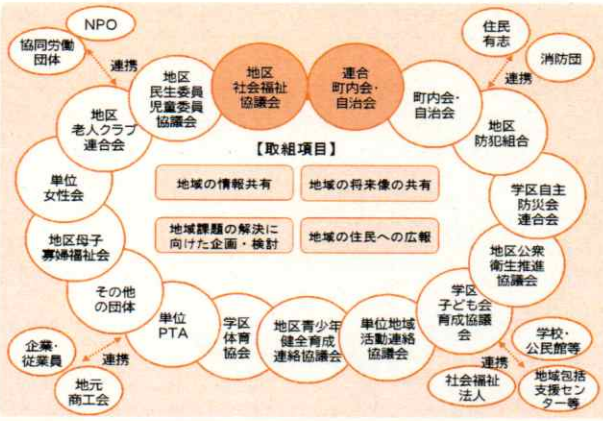 NPO
協同労働
団体
連携
地区
民生委員
児童委員
協議会
地区
社会福祉
協議会
連合
町内会・
自治会
町内会・
自治会
住民
有志
消防団
連携
地区
老人クラブ
連合会
地区
防犯組合
単位
女性会
学区自主
防災会
連合会
地区母子
寡婦福祉会
地区公衆
衛生推進
協議会
その他
の団体
単位
PTA
学区
体育
協会
地区青少年
健全育成
連絡協議会
単位地域
活動連絡
協議会
学区
子ども会
育成協議
会
【取組項目】
地域の情報共有
地域の将来像の共有
地域課題の解決に
向けた企画・検討
地域の住民への広報
企業・
従業員
連携
地元
商工会
学校・
公民館等
連携
社会福祉
法人
地域包括
支援セン
ター等